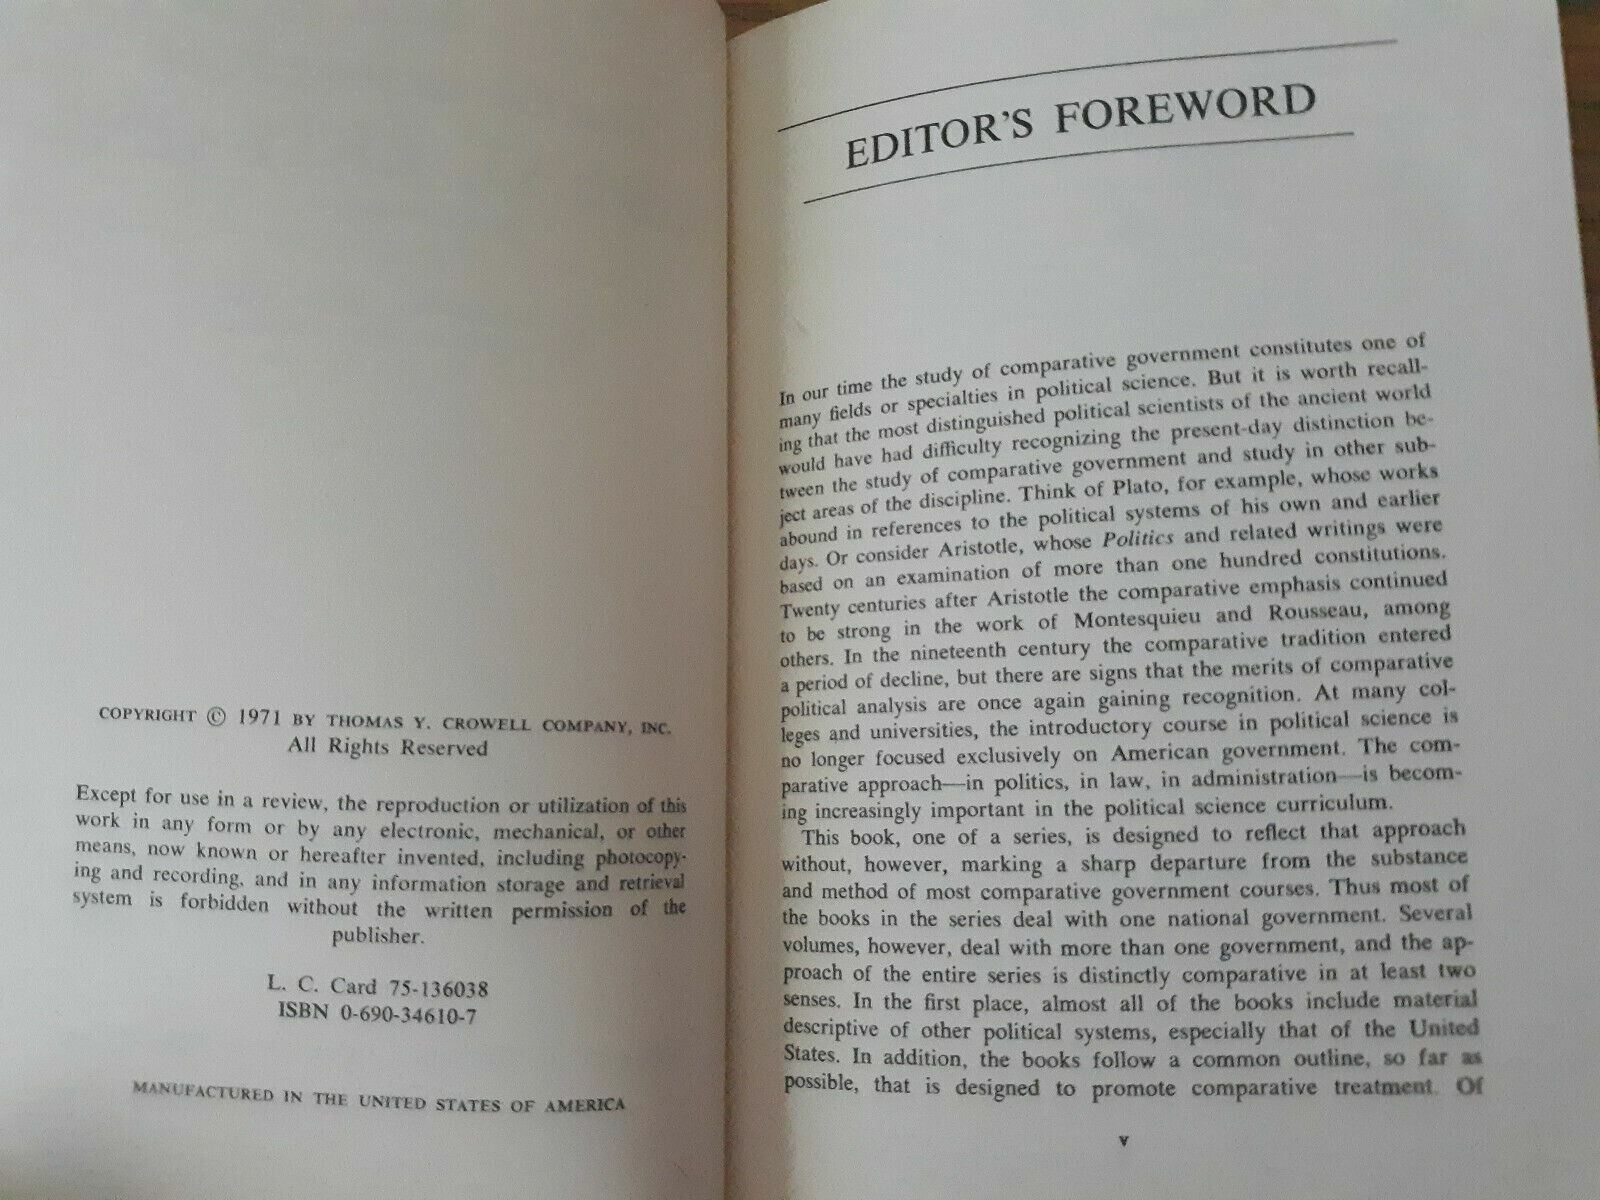 COPYRIGHT © 1971 BY THOMAS Y. CROWELL COMPANY, INC.
All Rights Reserved
Except for use in a review, the reproduction or utilization of this
work in any form or by any electronic, mechanical, or other
means, now known or hereafter invented, including photocopy-
ing and recording, and in any information storage and retrieval
system is forbidden without the written permission of the
publisher.
L. C. Card 75-136038
ISBN 0-690-34610-7
MANUFACTURED IN THE UNITED STATES OF AMERICA
EDITOR'S FOREWORD
In our time the study of comparative government constitutes one of
many fields or specialties in political science. But it is worth recall-
ing that the most distinguished political scientists of the ancient world
would have had difficulty recognizing the present-day distinction be-
tween the study of comparative government and study in other sub-
ject areas of the discipline. Think of Plato, for example, whose works
abound in references to the political systems of his own and earlier
days. Or consider Aristotle, whose Politics and related writings were
based on an examination of more than one hundred constitutions.
Twenty centuries after Aristotle the comparative emphasis continued
to be strong in the work of Montesquieu and Rousseau, among
others. In the nineteenth century the comparative tradition entered
a period of decline, but there are signs that the merits of comparative
political analysis are once again gaining recognition. At many col-
leges and universities, the introductory course in political science is
no longer focused exclusively on American government. The com-
parative approach—in politics, in law, in administration—is becom-
ing increasingly important in the political science curriculum.
This book, one of a series, is designed to reflect that approach
without, however, marking a sharp departure from the substance
and method of most comparative government courses. Thus most of
the books in the series deal with one national government. Several
volumes, however, deal with more than one government, and the ap-
proach of the entire series is distinctly comparative in at least two
senses. In the first place, almost all of the books include material
descriptive of other political systems, especially that of the United
States. In addition, the books follow a common outline, so far as
possible, that is designed to promote comparative treatment. Of
v